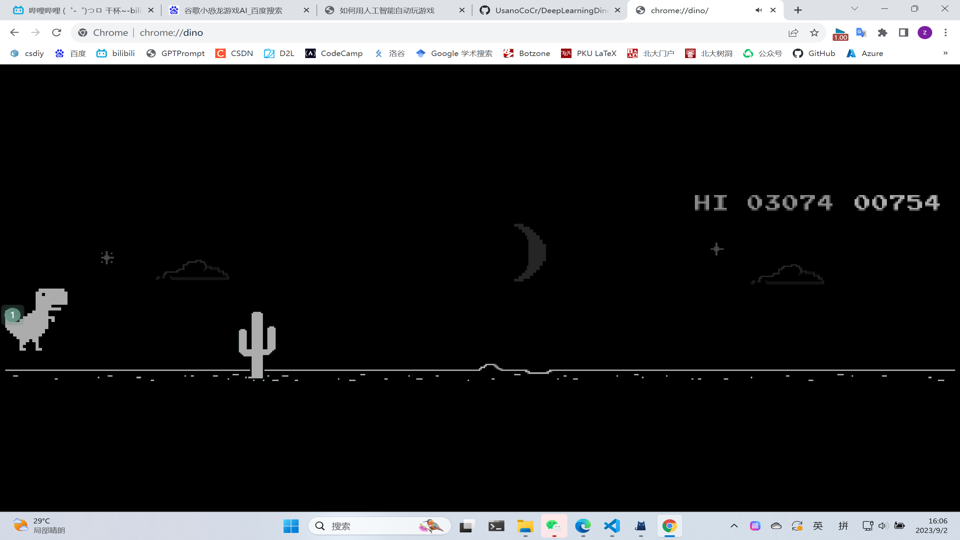 哔哩哔哩 (゜-゜)つロ 干杯~-bili
谷歌小恐龙游戏AI_百度搜索
如何用人工智能自动玩游戏
UsanoCoCr/DeepLearningDin
chrome://dino/
Chrome | chrome://dino
1.00
z
csdiy
百度
bilibili
GPTPrompt
CSDN
D2L
CodeCamp
洛谷
Google 学术搜索
Botzone
PKU LaTeX
北大门户
北大树洞
公众号
GitHub
Azure
»
HI 03074 00754
1
29°C
局部晴朗
搜索
英
拼
16:06
2023/9/2